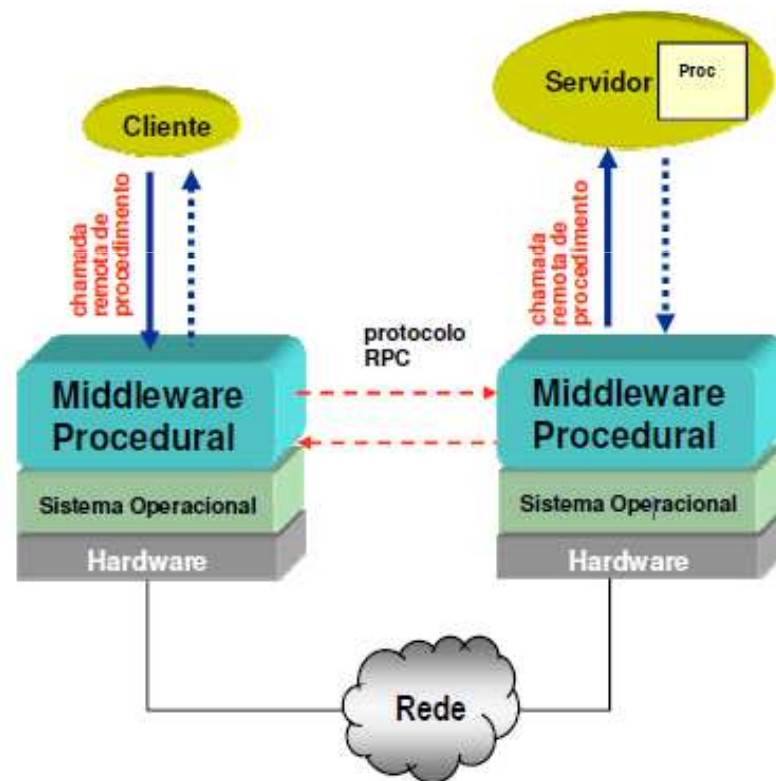 Cliente
Servidor
Proc
chamada
remota de
procedimento
chamada
remota de
procedimento
protocolo
RPC
Middleware
Procedural
Middleware
Procedural
Sistema Operacional
Sistema Operacional
Hardware
Hardware
Rede